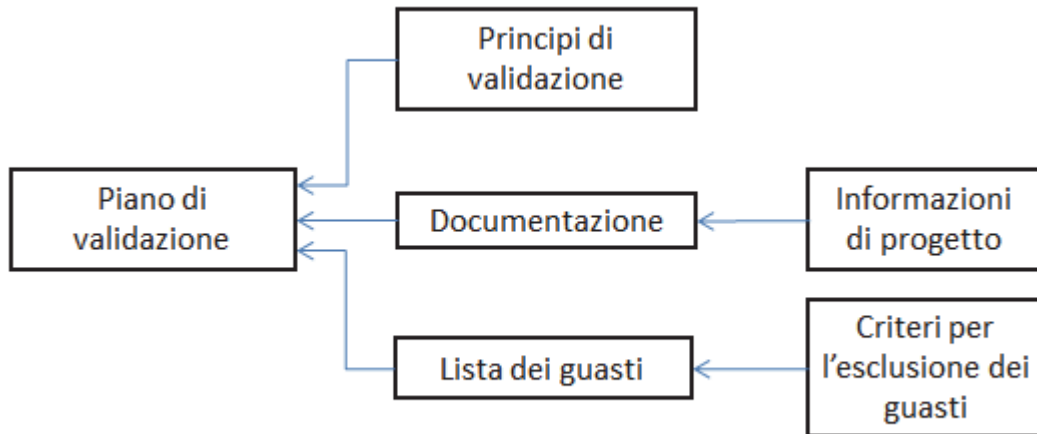 Principi di
validazione
Piano di
validazione
Documentazione
Informazioni
di progetto
Lista dei guasti
Criteri per
l'esclusione dei
guasti